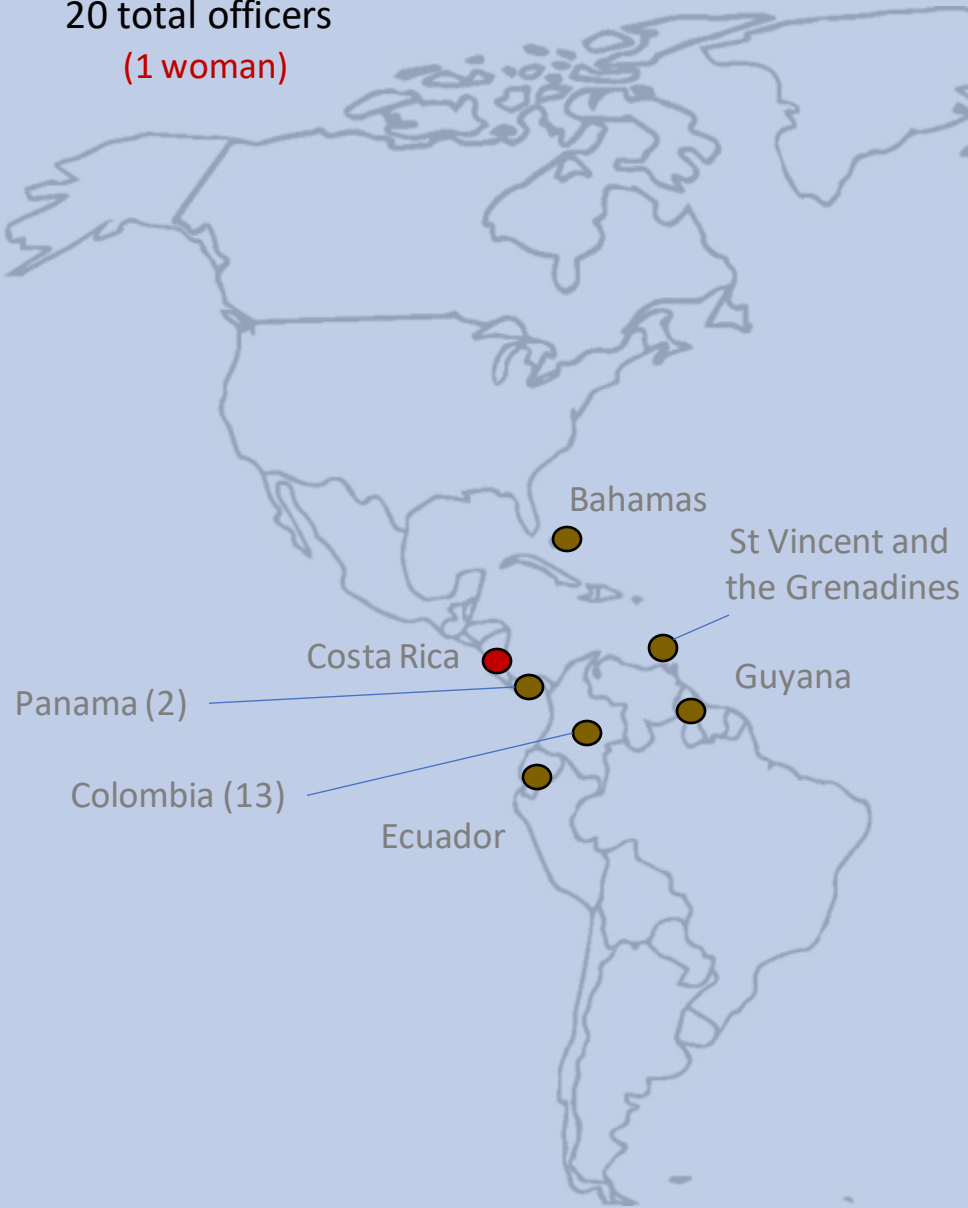 20 total officers
(1 woman)
Bahamas
St Vincent and
the Grenadines
Costa Rica
Guyana
Panama (2)
Colombia (13)
Ecuador